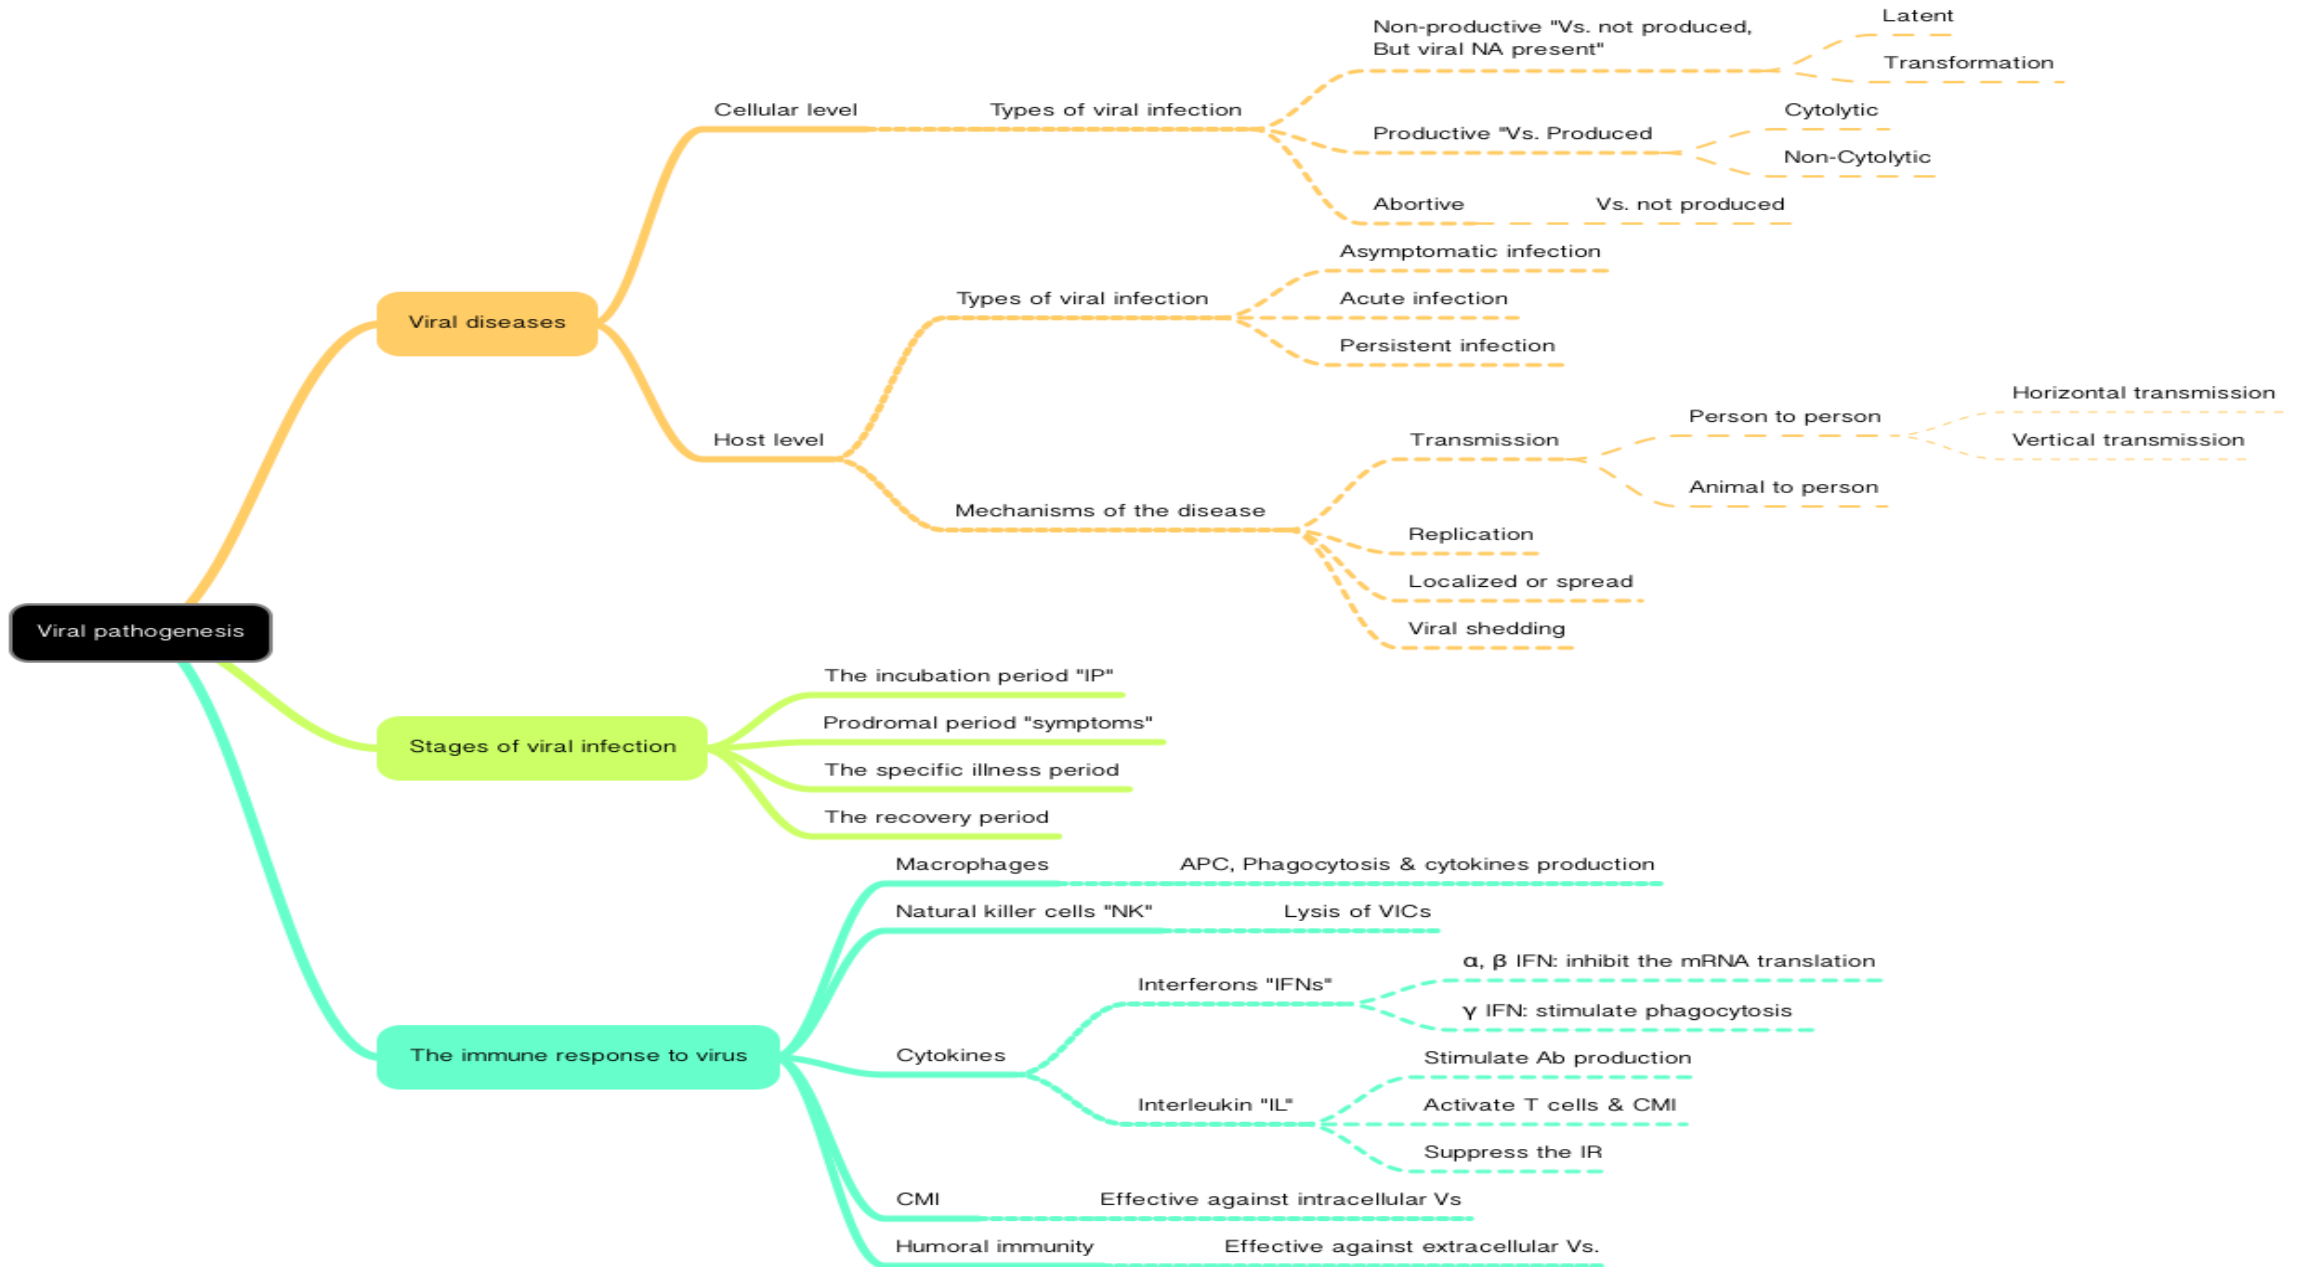 Viral pathogenesis
Viral diseases
Cellular level
Types of viral infection
Non-productive "Vs. not produced,
But viral NA present"
Latent
Transformation
Productive "Vs. Produced
Cytolytic
Non-Cytolytic
Abortive
Vs. not produced
Host level
Types of viral infection
Asymptomatic infection
Acute infection
Persistent infection
Mechanisms of the disease
Transmission
Person to person
Horizontal transmission
Vertical transmission
Animal to person
Replication
Localized or spread
Viral shedding
Stages of viral infection
The incubation period "IP"
Prodromal period "symptoms"
The specific illness period
The recovery period
The immune response to virus
Macrophages
APC, Phagocytosis & cytokines production
Natural killer cells "NK"
Lysis of VICs
Cytokines
Interferons "IFNs"
α, β IFN: inhibit the mRNA translation
γ IFN: stimulate phagocytosis
Interleukin "IL"
Stimulate Ab production
Activate T cells & CMI
Suppress the IR
CMI
Effective against intracellular Vs
Humoral immunity
Effective against extracellular Vs.